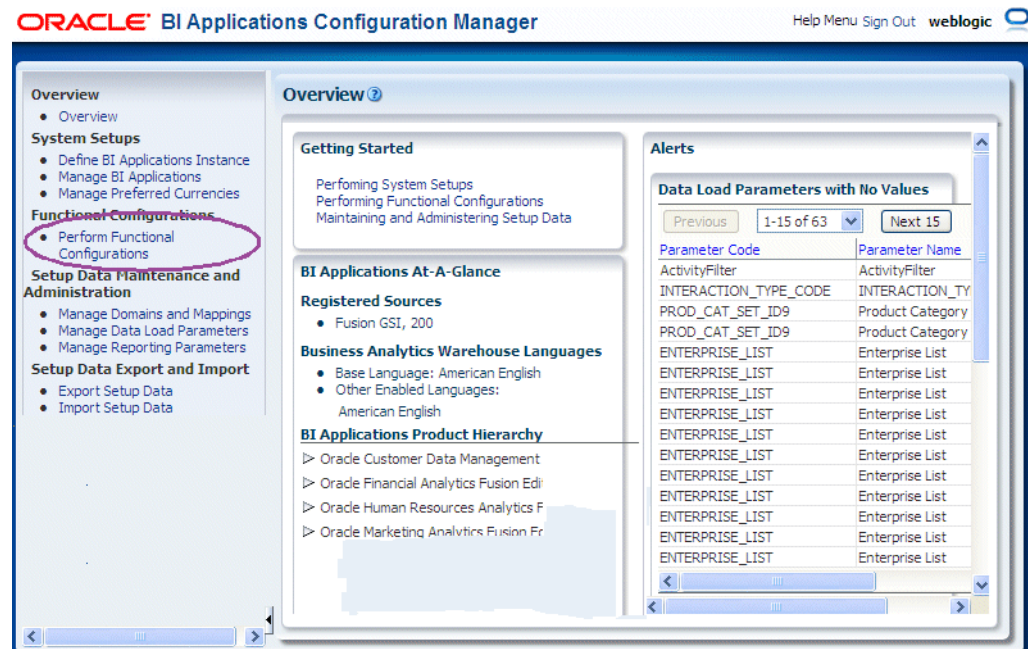 ORACLE BI Applications Configuration Manager
Help Menu Sign Out weblogic
Overview
Overview
System Setups
Define BI Applications Instance
Manage BI Applications
Manage Preferred Currencies
Functional Configurations
Perform Functional
Configurations
Setup Data Maintenance and
Administration
Manage Domains and Mappings
Manage Data Load Parameters
Manage Reporting Parameters
Setup Data Export and Import
Export Setup Data
Import Setup Data
Overview
Getting Started
Perfoming System Setups
Performing Functional Configurations
Maintaining and Administering Setup Data
BI Applications At-A-Glance
Registered Sources
Fusion GSI, 200
Business Analytics Warehouse Languages
Base Language: American English
Other Enabled Languages:
American English
BI Applications Product Hierarchy
Oracle Customer Data Management
Oracle Financial Analytics Fusion Edi
Oracle Human Resources Analytics F
Oracle Marketing Analytics Fusion Ec
Alerts
Data Load Parameters with No Values
Previous 1-15 of 63 Next 15
Parameter Code Parameter Name
ActivityFilter ActivityFilter
INTERACTION_TYPE_CODE INTERACTION_TY
PROD_CAT_SET_ID9 Product Category
PROD_CAT_SET_ID9 Product Category
ENTERPRISE_LIST Enterprise List
ENTERPRISE_LIST Enterprise List
ENTERPRISE_LIST Enterprise List
ENTERPRISE_LIST Enterprise List
ENTERPRISE_LIST Enterprise List
ENTERPRISE_LIST Enterprise List
ENTERPRISE_LIST Enterprise List
ENTERPRISE_LIST Enterprise List
ENTERPRISE_LIST Enterprise List
ENTERPRISE_LIST Enterprise List
ENTERPRISE_LIST Enterprise List